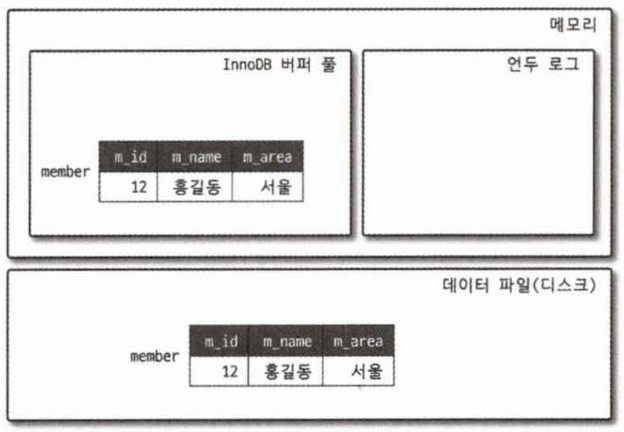 메모리
InnoDB 버퍼 풀
언두 로그
member
m_id m_name m_area
12 홍길동 서울
데이터 파일(디스크)
member
m_id m_name m_area
12 홍길동 서울